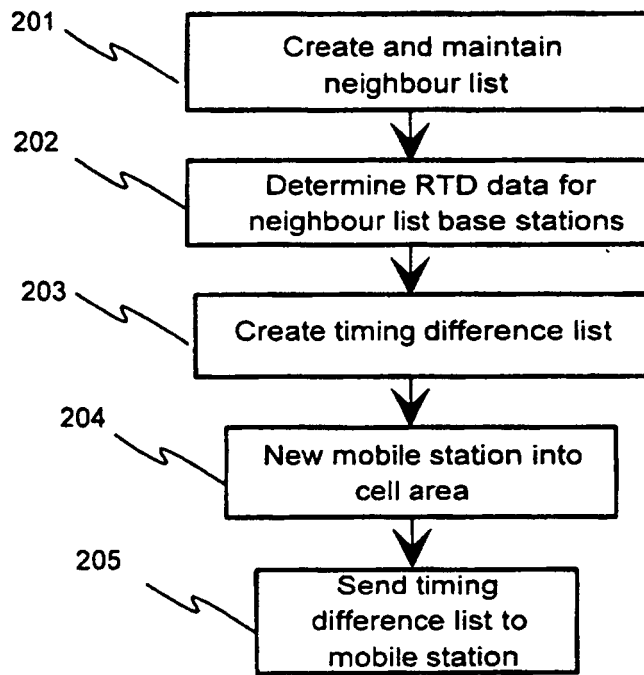 201
Create and maintain
neighbour list
202
Determine RTD data for
neighbour list base stations
203
Create timing difference list
204
New mobile station into
cell area
205
Send timing
difference list to
mobile station